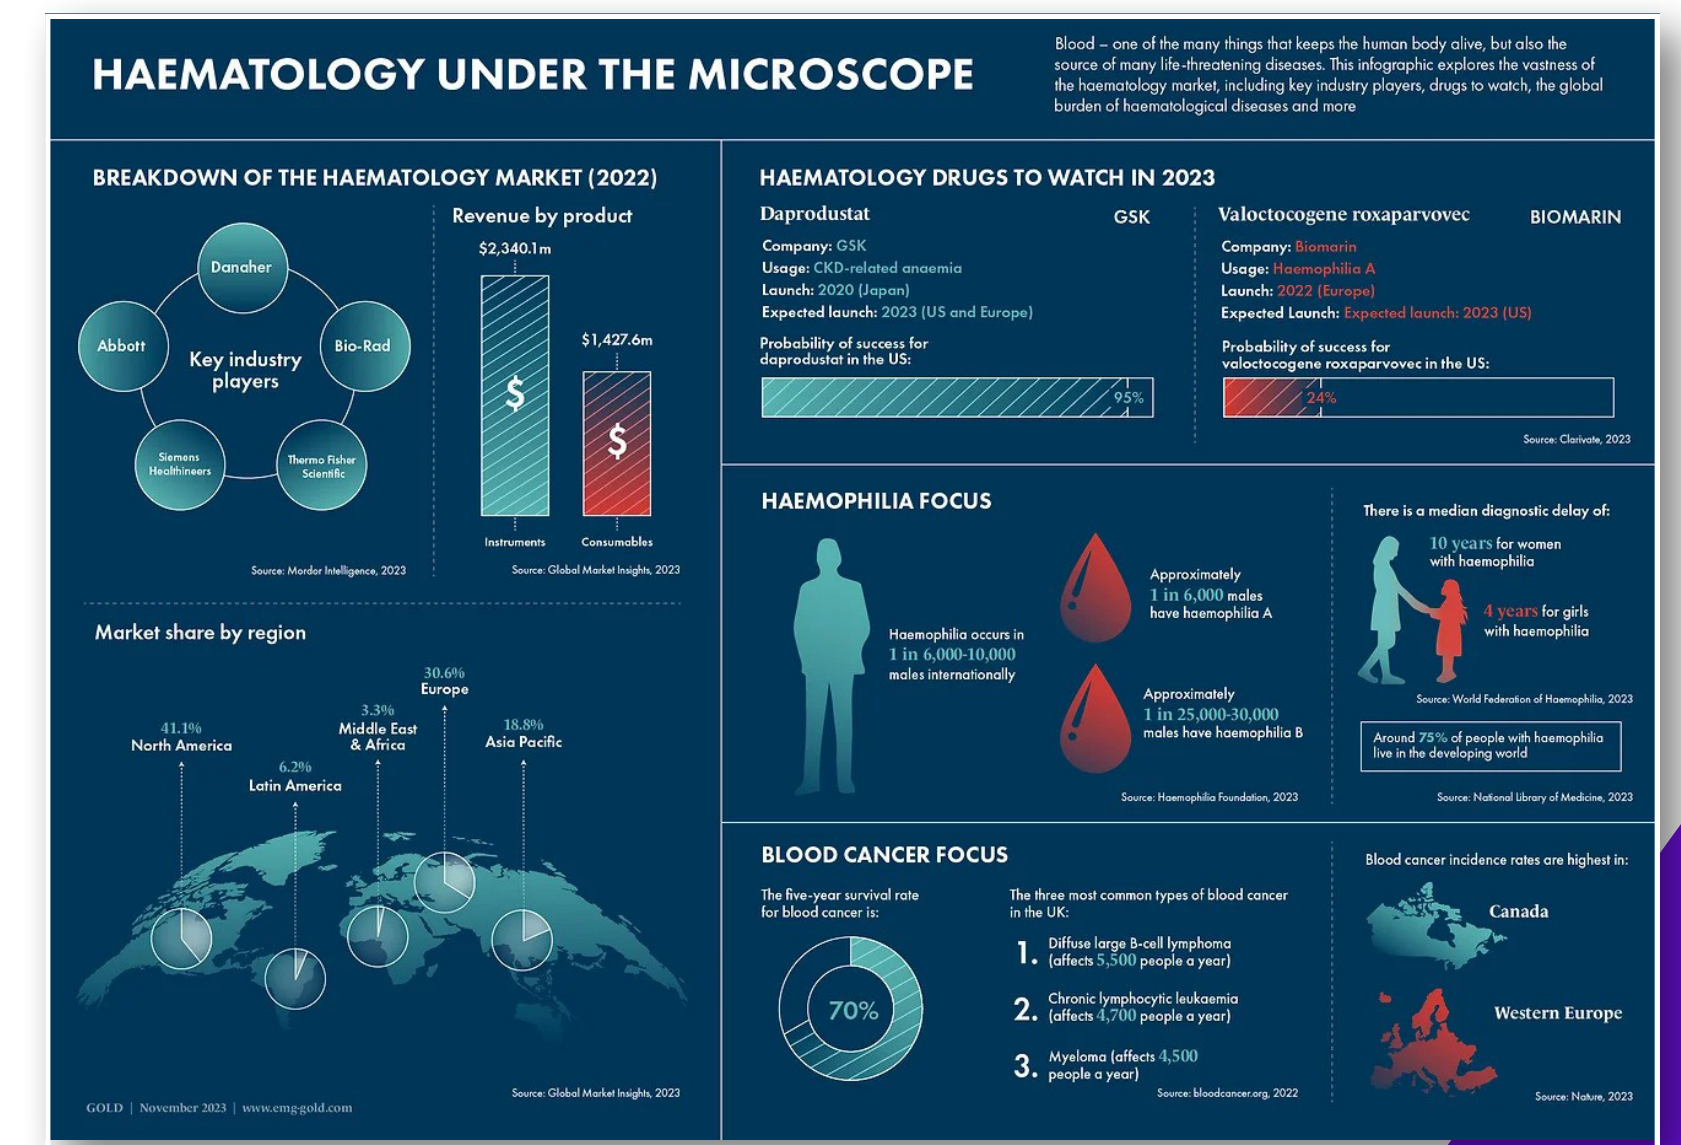 HAEMATOLOGY UNDER THE MICROSCOPE
Blood – one of the many things that keeps the human body alive, but also the
source of many life-threatening diseases. This infographic explores the vastness of
the haematology market, including key industry players, drugs to watch, the global
burden of haematological diseases and more
BREAKDOWN OF THE HAEMATOLOGY MARKET (2022)
Danaher
Abbott
Bio-Rad
Key industry
players
Siemens
Healthineers
Thermo Fisher
Scientific
Source: Mordor Intelligence, 2023
Revenue by product
$2,340.1m
$1,427.6m
$
$
Instruments
Consumables
Source: Global Market Insights, 2023
Market share by region
30.6%
Europe
3.3%
Middle East
& Africa
41.1%
North America
18.8%
Asia Pacific
6.2%
Latin America
Source: Global Market Insights, 2023
GOLD | November 2023 | www.emg-gold.com
HAEMATOLOGY DRUGS TO WATCH IN 2023
Daprodustat
GSK
Company: GSK
Usage: CKD-related anaemia
Launch: 2020 (Japan)
Expected launch: 2023 (US and Europe)
Probability of success for
daprodustat in the US:
95%
Valoctocogene roxaparvovec
BIOMARIN
Company: Biomarin
Usage: Haemophilia A
Launch: 2022 (Europe)
Expected Launch: Expected launch: 2023 (US)
Probability of success for
valoctocogene roxaparvovec in the US:
24%
Source: Clarivate, 2023
HAEMOPHILIA FOCUS
Haemophilia occurs in
1 in 6,000-10,000
males internationally
Approximately
1 in 6,000 males
have haemophilia A
Approximately
1 in 25,000-30,000
males have haemophilia B
Source: Haemophilia Foundation, 2023
There is a median diagnostic delay of:
10 years for women
with haemophilia
4 years for girls
with haemophilia
Source: World Federation of Haemophilia, 2023
Around 75% of people with haemophilia
live in the developing world
Source: National Library of Medicine, 2023
BLOOD CANCER FOCUS
The five-year survival rate
for blood cancer is:
70%
The three most common types of blood cancer
in the UK:
1. Diffuse large B-cell lymphoma
(affects 5,500 people a year)
2. Chronic lymphocytic leukaemia
(affects 4,700 people a year)
3. Myeloma (affects 4,500
people a year)
Source: bloodcancer.org, 2022
Blood cancer incidence rates are highest in:
Canada
Western Europe
Source: Nature, 2023